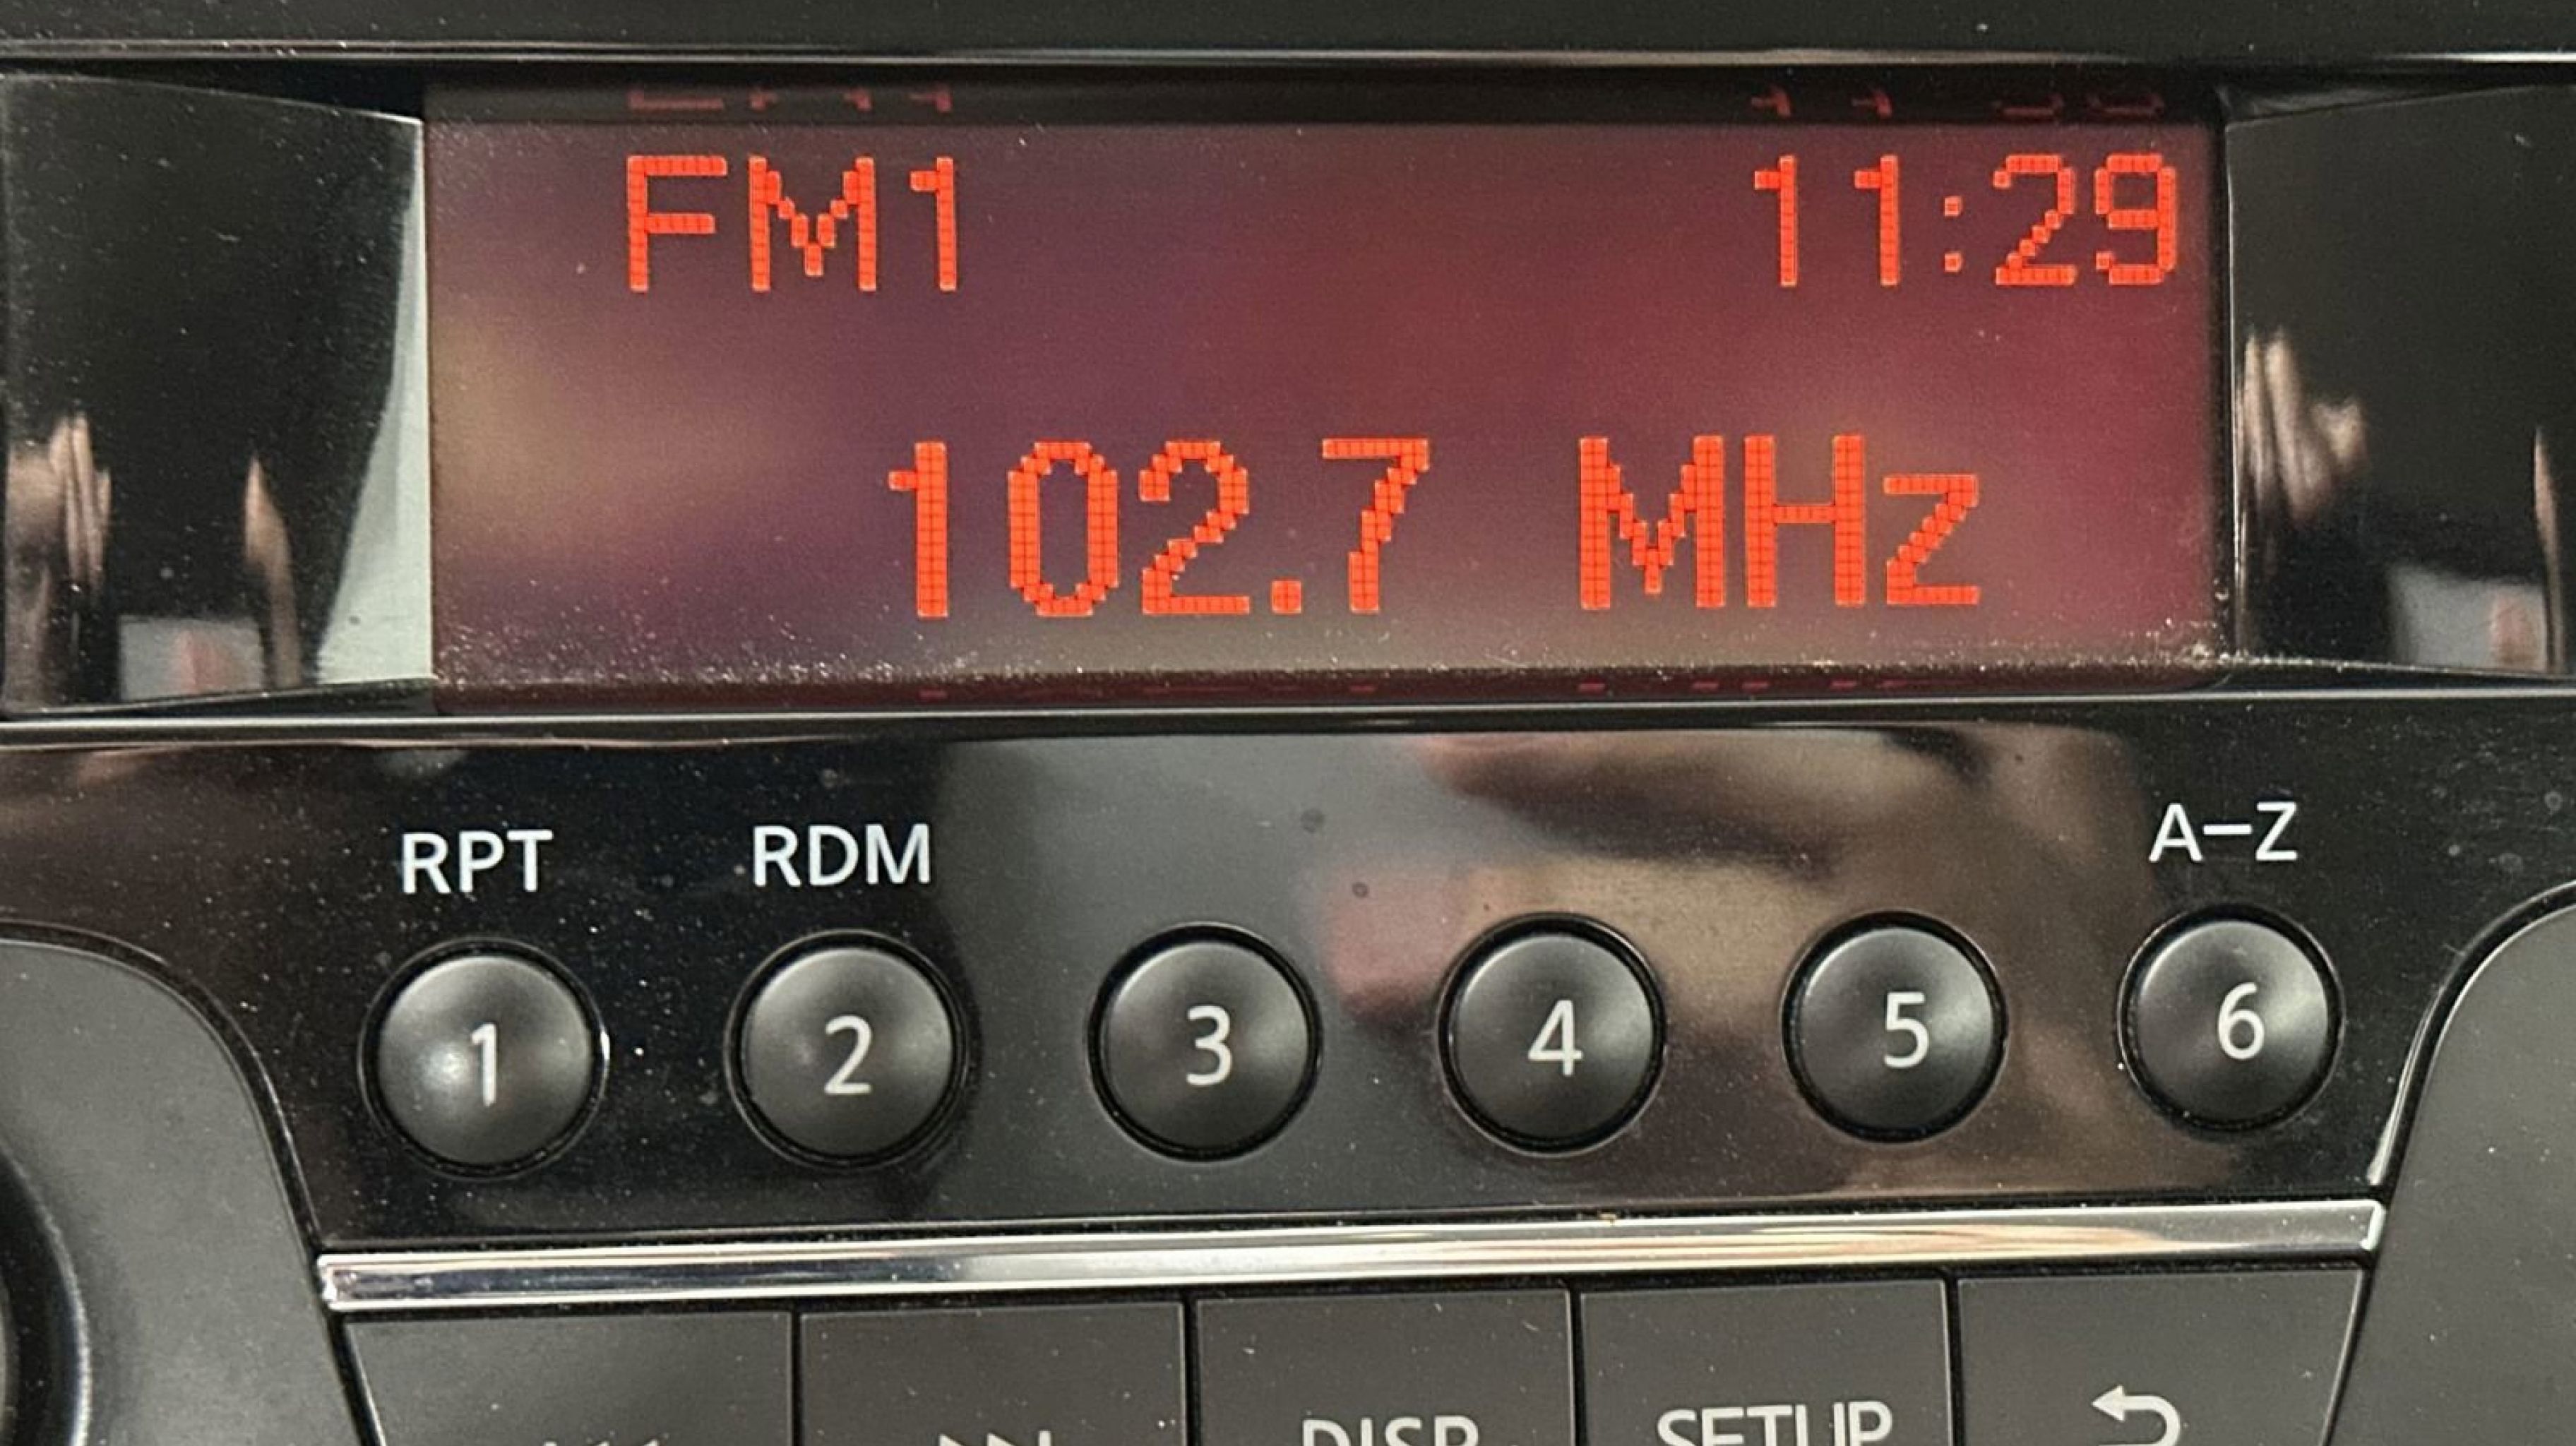 FM1 11:29
102.7 MHz
RPT RDM A-Z
1 2 3 4 5 6
DISP SETUP